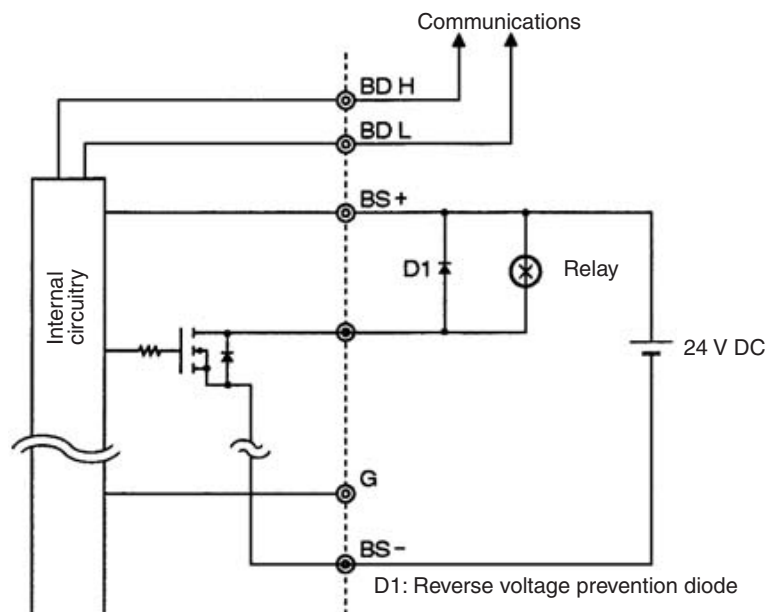 Communications
BD H
BD L
BS+
Internal
circuitry
D1
Relay
24 V DC
G
BS-
D1: Reverse voltage prevention diode